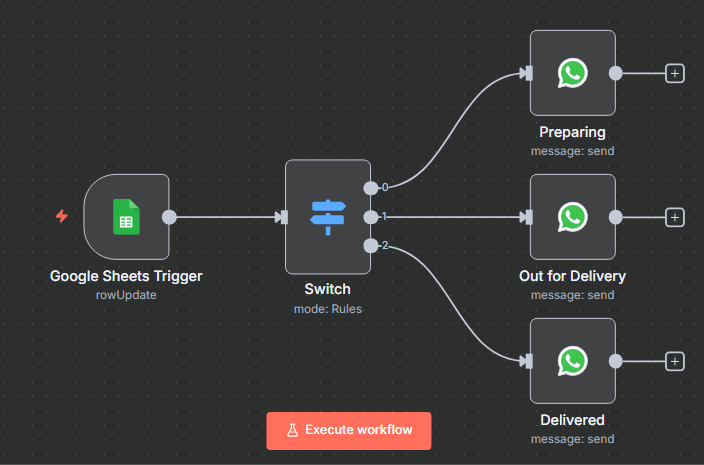 Preparing
message: send
0
1
2
Google Sheets Trigger
rowUpdate
Switch
mode: Rules
Out for Delivery
message: send
Delivered
message: send
Execute workflow